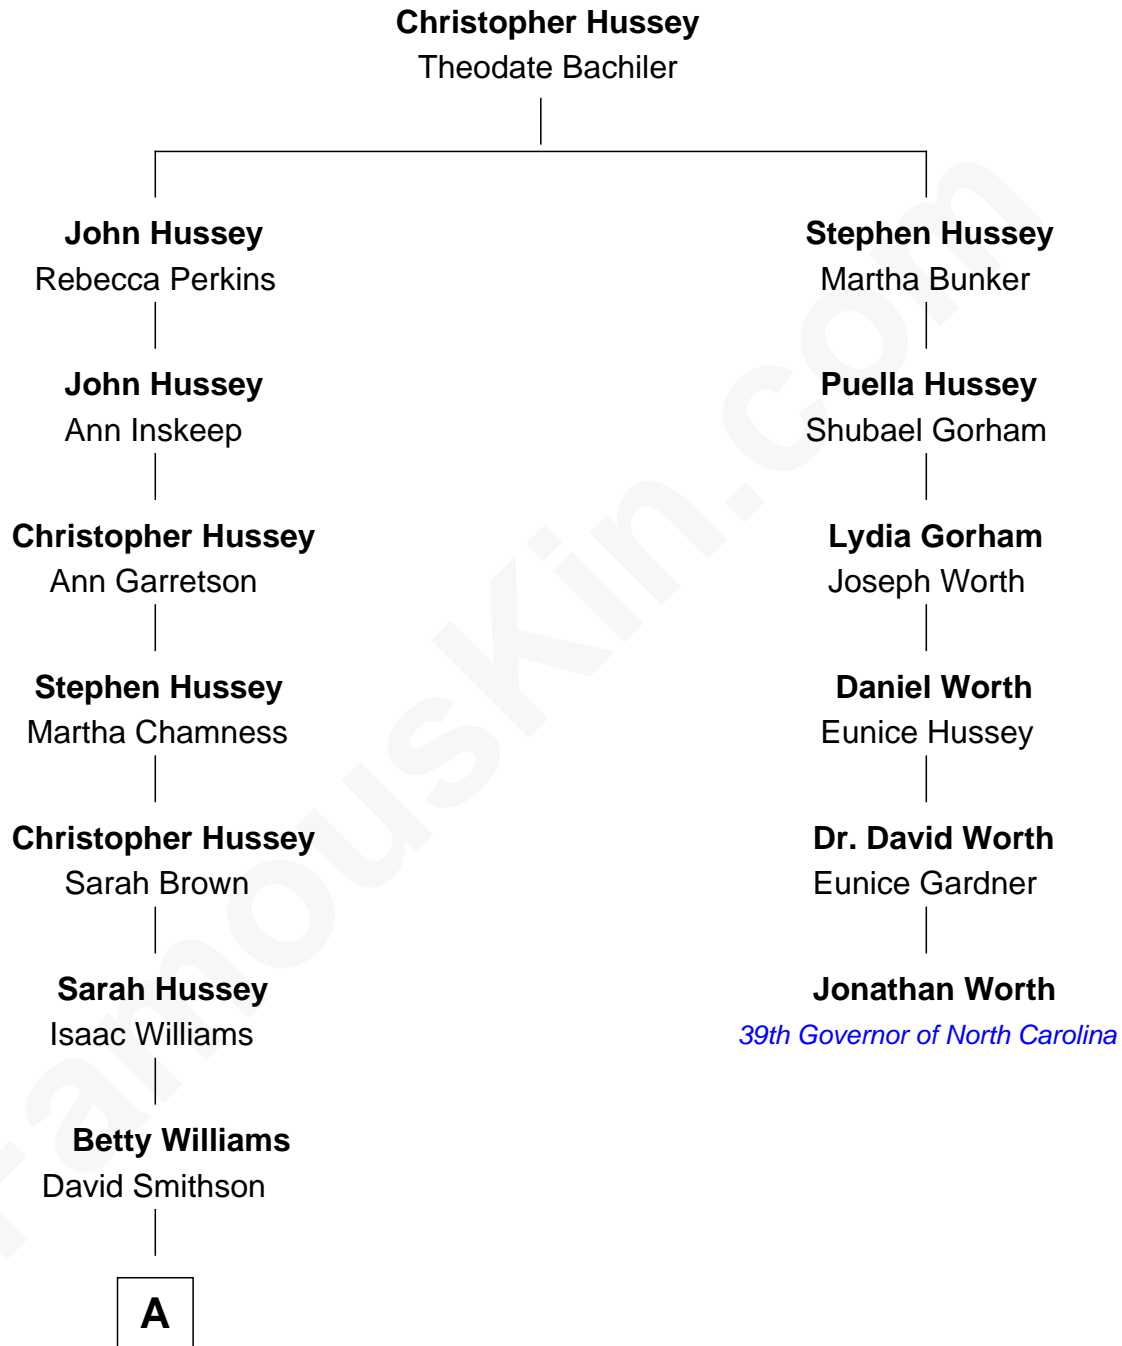 Christopher Hussey
Theodate Bachiler
John Hussey
Rebecca Perkins
Stephen Hussey
Martha Bunker
John Hussey
Ann Inskeep
Puella Hussey
Shubael Gorham
Christopher Hussey
Ann Garretson
Lydia Gorham
Joseph Worth
Stephen Hussey
Martha Chamness
Daniel Worth
Eunice Hussey
Christopher Hussey
Sarah Brown
Dr. David Worth
Eunice Gardner
Sarah Hussey
Isaac Williams
Jonathan Worth
39th Governor of North Carolina
Betty Williams
David Smithson
A
FamousKin.com